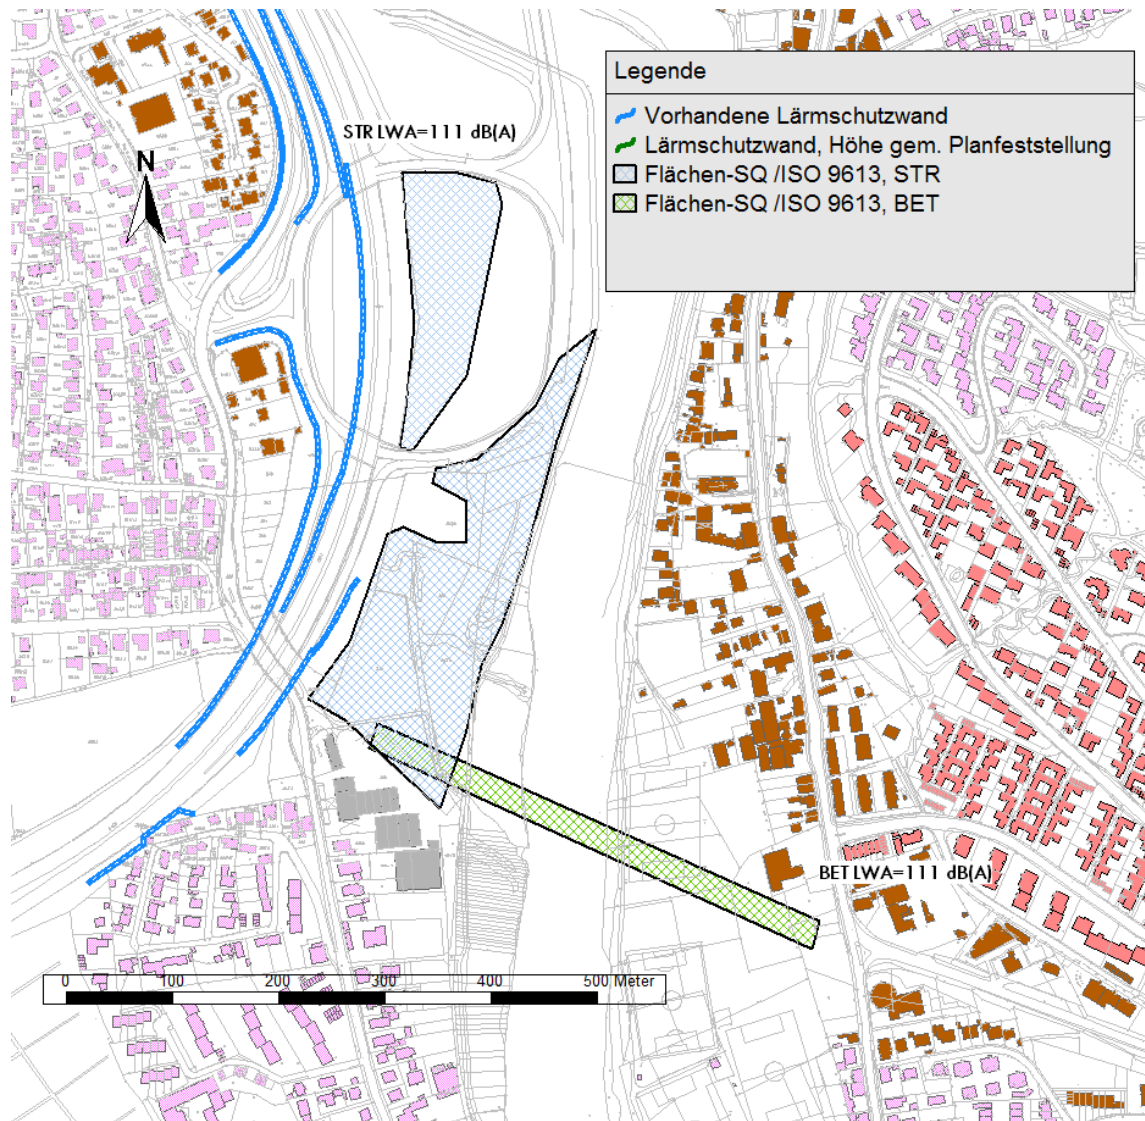 Legende
Vorhandene Lärmschutzwand
Lärmschutzwand, Höhe gem. Planfeststellung
Flächen-SQ /ISO 9613, STR
Flächen-SQ /ISO 9613, BET
STR LWA=111 dB(A)
N
BET LWA=111 dB(A)
0 100 200 300 400 500 Meter